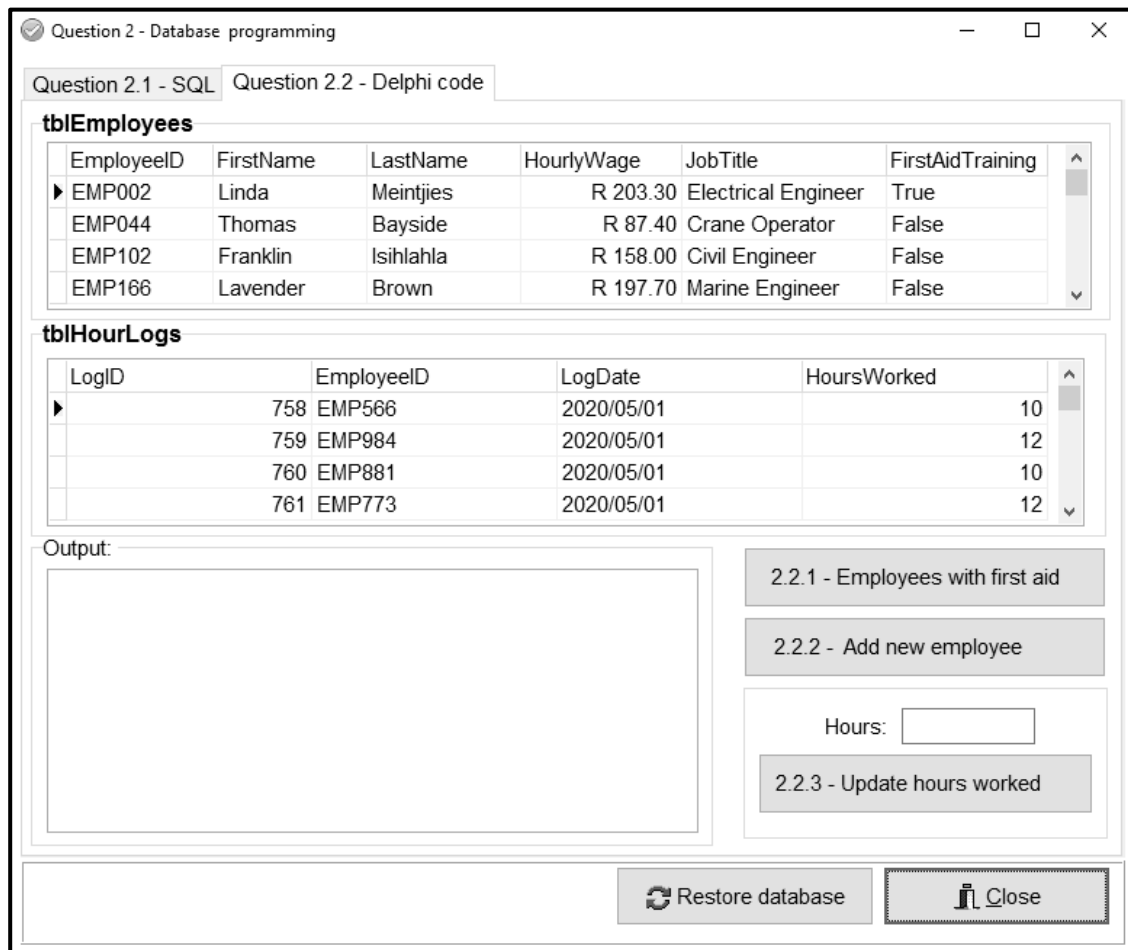 Question 2 - Database programming
Question 2.1 - SQL Question 2.2 - Delphi code
tblEmployees
EmployeeID FirstName LastName HourlyWage JobTitle FirstAidTraining
EMP002 Linda Meintjies R 203.30 Electrical Engineer True
EMP044 Thomas Bayside R 87.40 Crane Operator False
EMP102 Franklin Isihlahla R 158.00 Civil Engineer False
EMP166 Lavender Brown R 197.70 Marine Engineer False
tblHourLogs
LogID EmployeeID LogDate HoursWorked
758 EMP566 2020/05/01 10
759 EMP984 2020/05/01 12
760 EMP881 2020/05/01 10
761 EMP773 2020/05/01 12
Output:
2.2.1 - Employees with first aid
2.2.2 - Add new employee
Hours:
2.2.3 - Update hours worked
Restore database Close